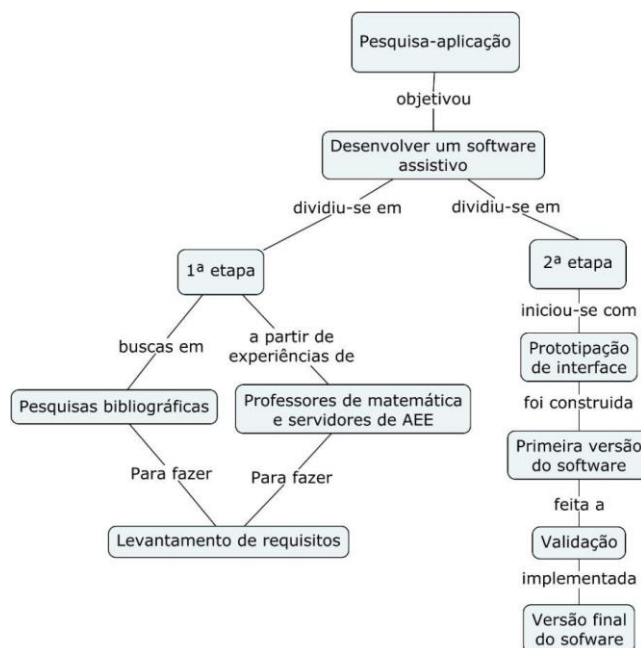 Pesquisa-aplicação
objetivou
Desenvolver um software
assistivo
dividiu-se em
dividiu-se em
1ª etapa
2ª etapa
iniciou-se com
buscas em
a partir de
experiências de
Prototipação
de interface
Pesquisas bibliográficas
Professores de matemática
e servidores de AEE
foi construida
Primeira versão
do software
Para fazer
Para fazer
feita a
Levantamento de requisitos
Validação
implementada
Versão final
do sofware